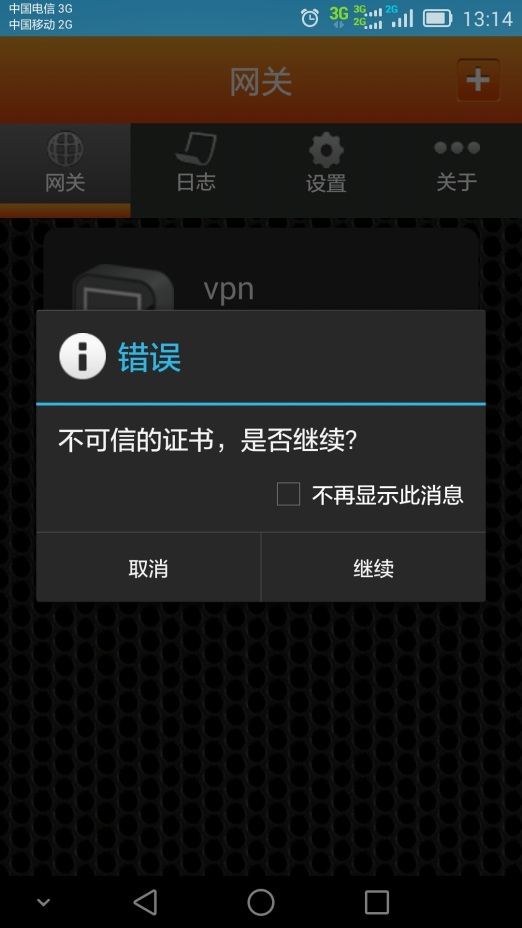 中国电信 3G
中国移动 2G
3G 3G 2G 2G 13:14
网关
网关 日志 设置 关于
vpn
错误
不可信的证书，是否继续?
不再显示此消息
取消 继续